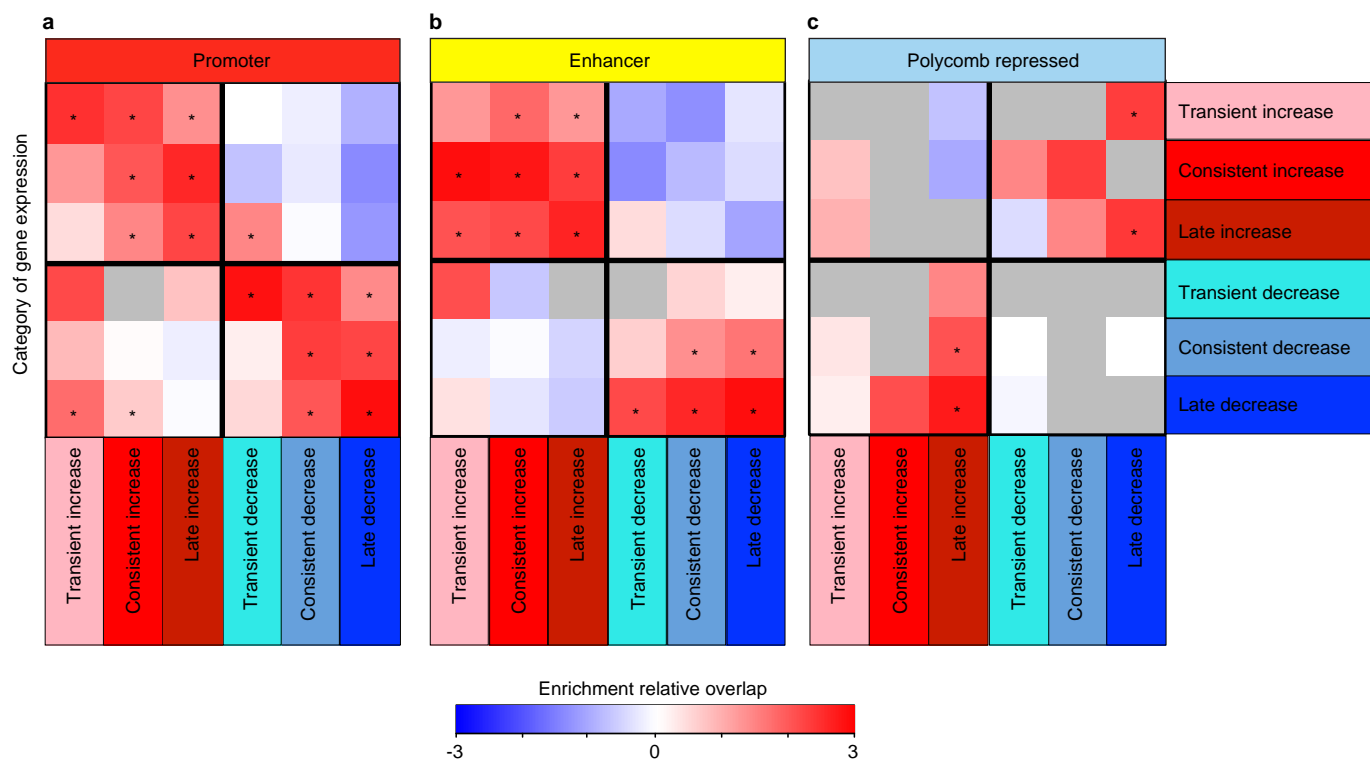 a
b
c
Promoter
Enhancer
Polycomb repressed
Category of gene expression
* * *
* *
* * *
* * *
* *
* * * *
* *
* * *
* * *
* *
* * *
*
*
*
*
Transient increase
Consistent increase
Late increase
Transient decrease
Consistent decrease
Late decrease
Transient increase
Consistent increase
Late increase
Transient decrease
Consistent decrease
Late decrease
Transient increase
Consistent increase
Late increase
Transient decrease
Consistent decrease
Late decrease
Transient increase
Consistent increase
Late increase
Transient decrease
Consistent decrease
Late decrease
Enrichment relative overlap
-3
0
3